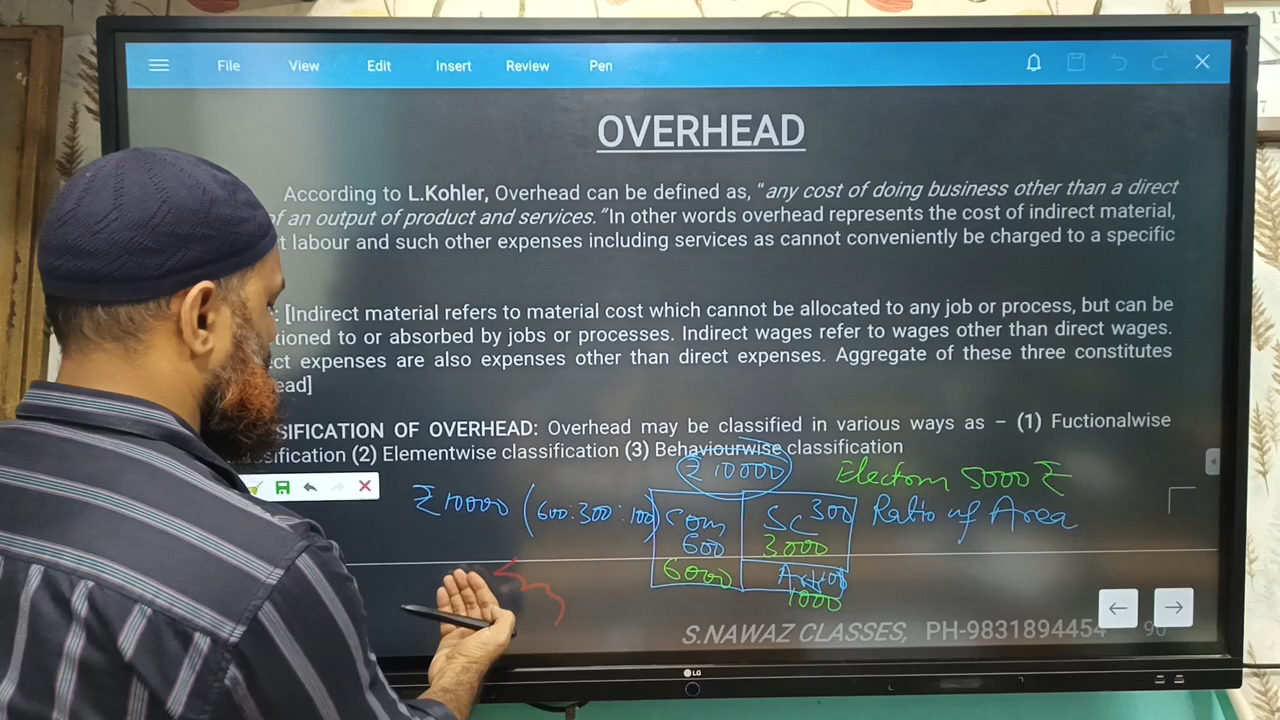 File View Edit Insert Review Pen
OVERHEAD
According to L.Kohler, Overhead can be defined as, “any cost of doing business other than a direct
of an output of product and services.”In other words overhead represents the cost of indirect material,
t labour and such other expenses including services as cannot conveniently be charged to a specific
: [Indirect material refers to material cost which cannot be allocated to any job or process, but can be
tioned to or absorbed by jobs or processes. Indirect wages refer to wages other than direct wages.
ct expenses are also expenses other than direct expenses. Aggregate of these three constitutes
ead]
SIFICATION OF OVERHEAD: Overhead may be classified in various ways as – (1) Fuctionalwise
sification (2) Elementwise classification (3) Behaviourwise classification
₹ 10000 5000 ₹
₹ 10000 (600:300:100) Com Sc 300 Ratio of Area
600 3000
6000
1000
S.NAWAZ CLASSES, PH-9831894454 90
LG